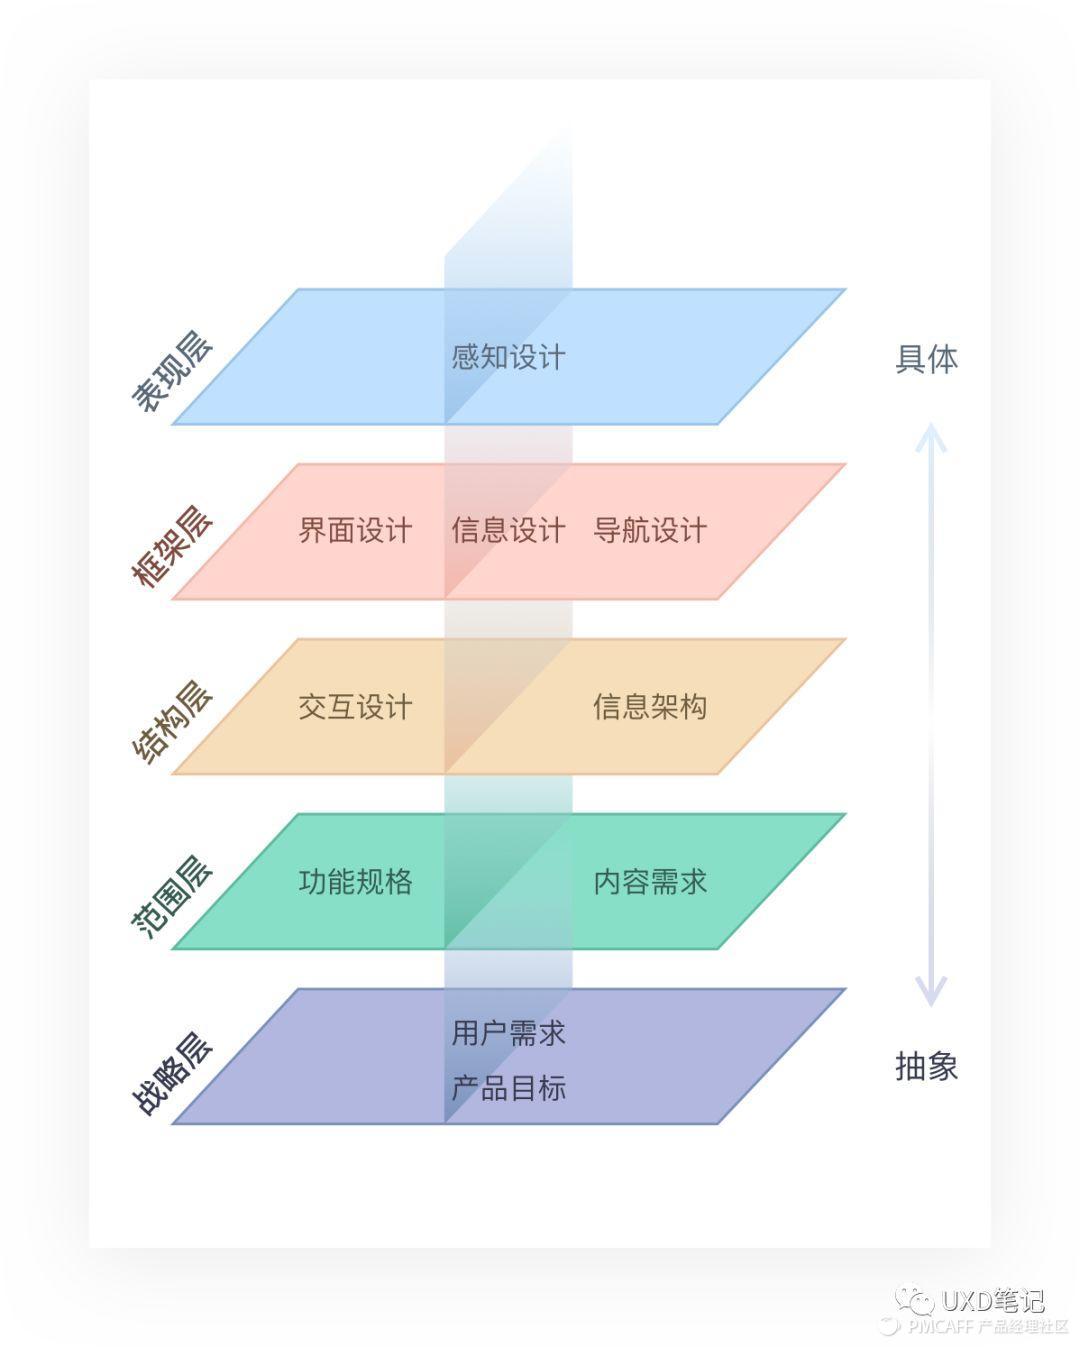 表现层
感知设计
具体
框架层
界面设计 信息设计 导航设计
结构层
交互设计 信息架构
范围层
功能规格 内容需求
战略层
用户需求
产品目标
抽象
UXD笔记
PMCAFF 产品经理社区